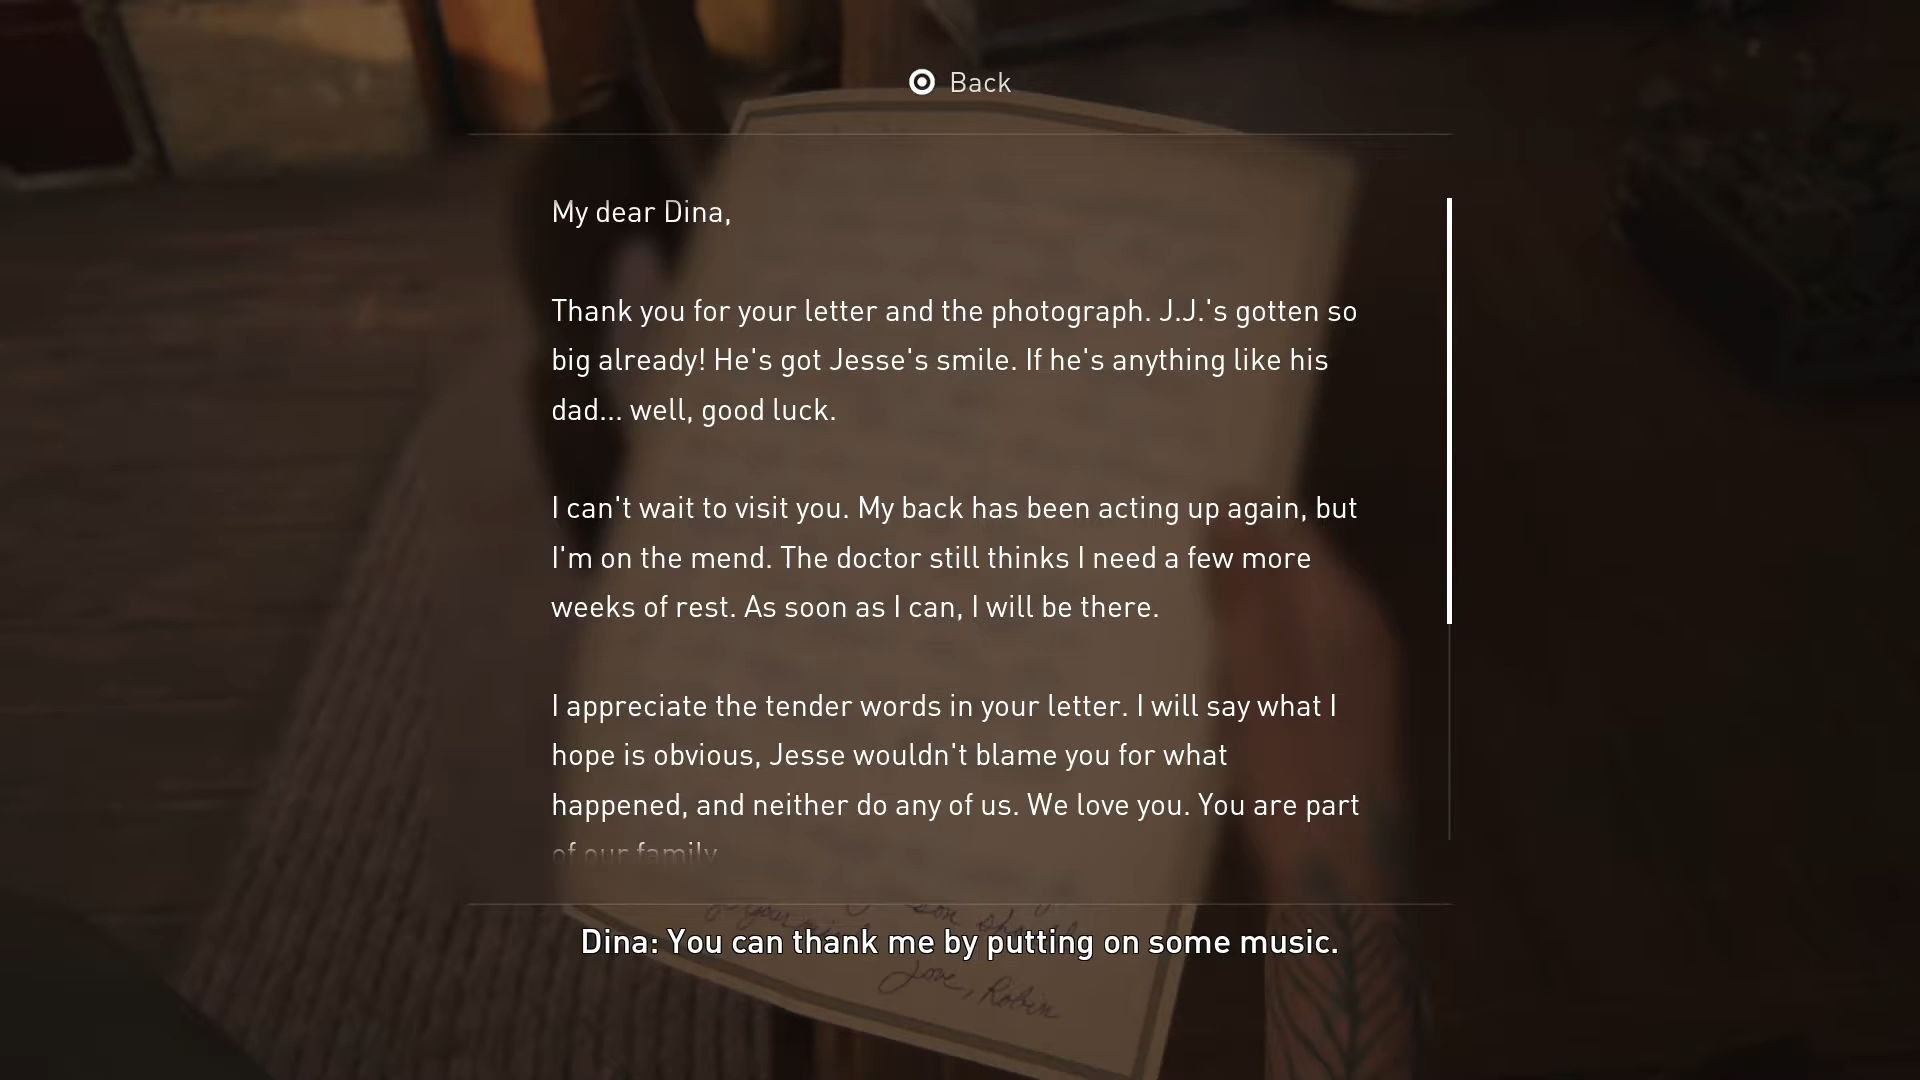 Back
My dear Dina,
Thank you for your letter and the photograph. J.J.'s gotten so
big already! He's got Jesse's smile. If he's anything like his
dad... well, good luck.
I can't wait to visit you. My back has been acting up again, but
I'm on the mend. The doctor still thinks I need a few more
weeks of rest. As soon as I can, I will be there.
I appreciate the tender words in your letter. I will say what I
hope is obvious, Jesse wouldn't blame you for what
happened, and neither do any of us. We love you. You are part
of our family
son
Dina: You can thank me by putting on some music.
Love, Robin